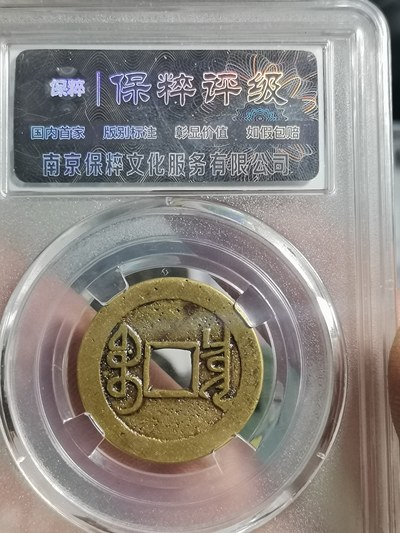 保粹 保粹评级
国内首家 版别标注 彰显价值 如假包赔
南京保粹文化服务有限公司